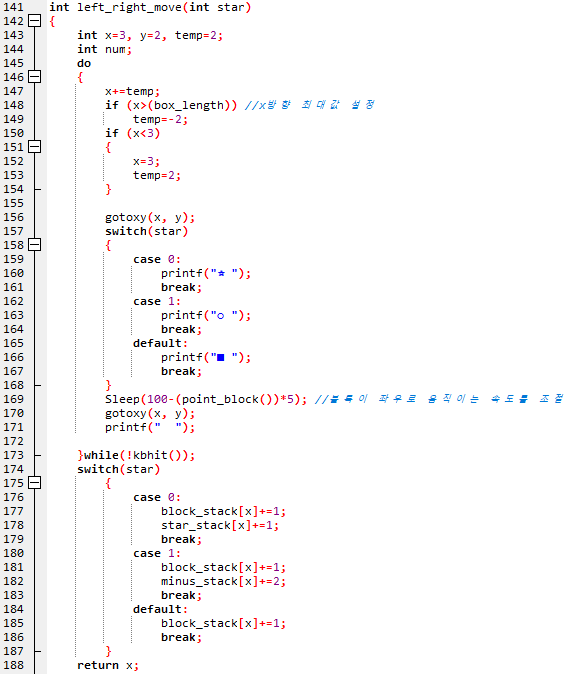 141 int left_right_move(int star)
142 {
143     int x=3, y=2, temp=2;
144     int num;
145     do
146     {
147         x+=temp;
148         if (x>(box_length)) //x방향 최대값 설정
149             temp=-2;
150         if (x<3)
151         {
152             x=3;
153             temp=2;
154         }
155
156         gotoxy(x, y);
157         switch(star)
158         {
159             case 0:
160                 printf("☆ ");
161                 break;
162             case 1:
163                 printf("○ ");
164                 break;
165             default:
166                 printf("■ ");
167                 break;
168         }
169         Sleep(100-(point_block())*5); //블록이 좌우로 움직이는 속도를 조절
170         gotoxy(x, y);
171         printf("  ");
172
173     }while(!kbhit());
174     switch(star)
175         {
176             case 0:
177                 block_stack[x]+=1;
178                 star_stack[x]+=1;
179                 break;
180             case 1:
181                 block_stack[x]+=1;
182                 minus_stack[x]+=2;
183                 break;
184             default:
185                 block_stack[x]+=1;
186                 break;
187         }
188     return x;